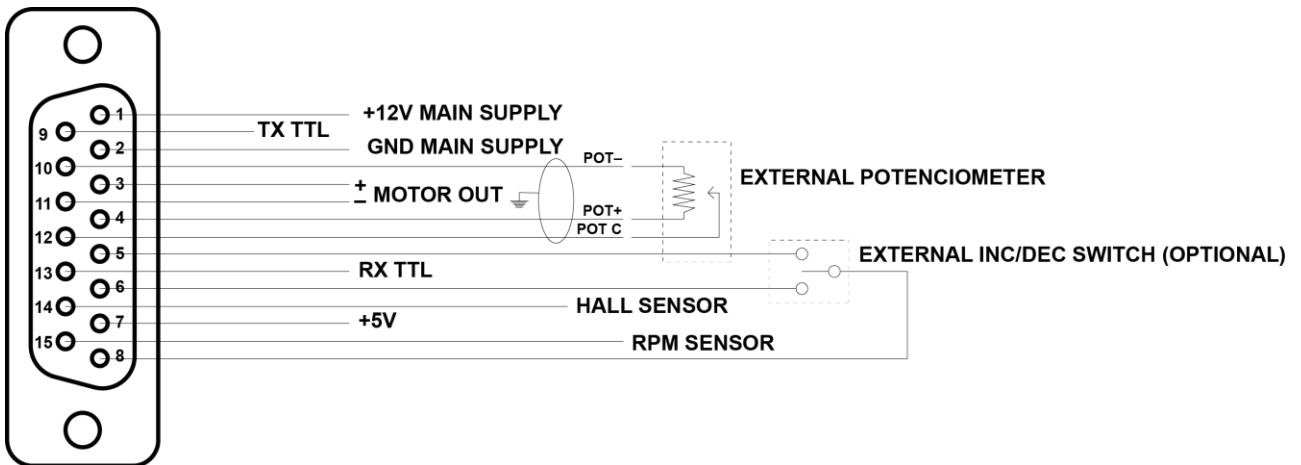 1
+12V MAIN SUPPLY
9
TX TTL
2
GND MAIN SUPPLY
10
POT–
3
+
–
MOTOR OUT
EXTERNAL POTENCIOMETER
11
4
POT+
12
POT C
5
EXTERNAL INC/DEC SWITCH (OPTIONAL)
13
RX TTL
6
14
HALL SENSOR
7
+5V
15
RPM SENSOR
8